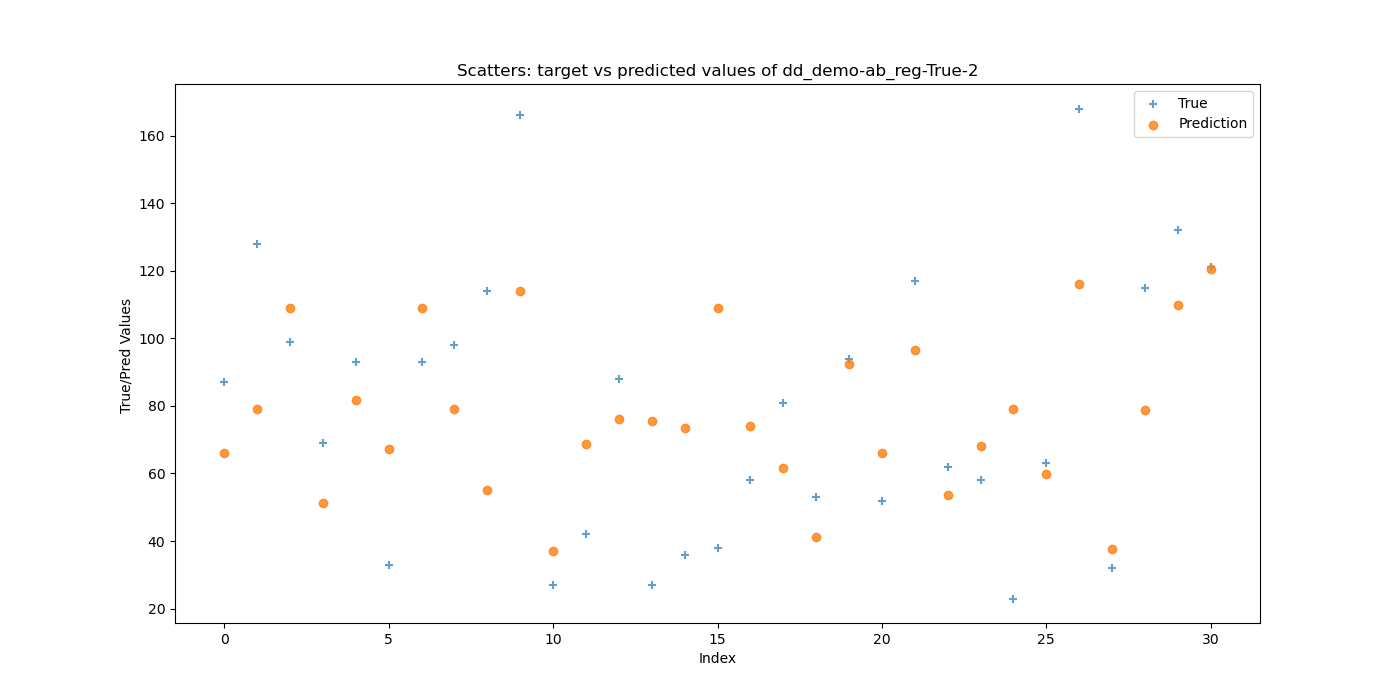 Scatters: target vs predicted values of dd_demo-ab_reg-True-2
True
Prediction
160
140
120
100
80
60
40
20
True/Pred Values
0 5 10 15 20 25 30
Index